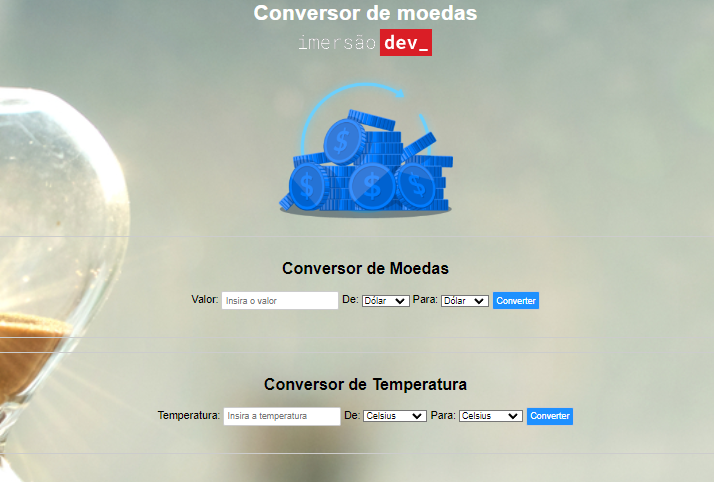 Conversor de moedas
imersão dev_
$
$ $ $
Conversor de Moedas
Valor: Insira o valor De: Dólar Para: Dólar Converter
Conversor de Temperatura
Temperatura: Insira a temperatura De: Celsius Para: Celsius Converter